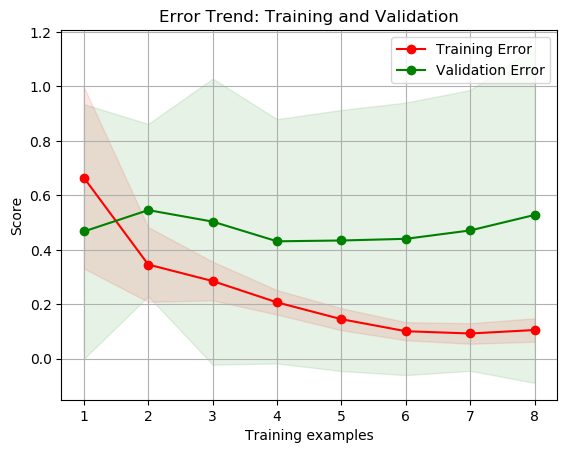 Error Trend: Training and Validation
1.2
1.0
0.8
0.6
0.4
0.2
0.0
Score
Training Error
Validation Error
1 2 3 4 5 6 7 8
Training examples